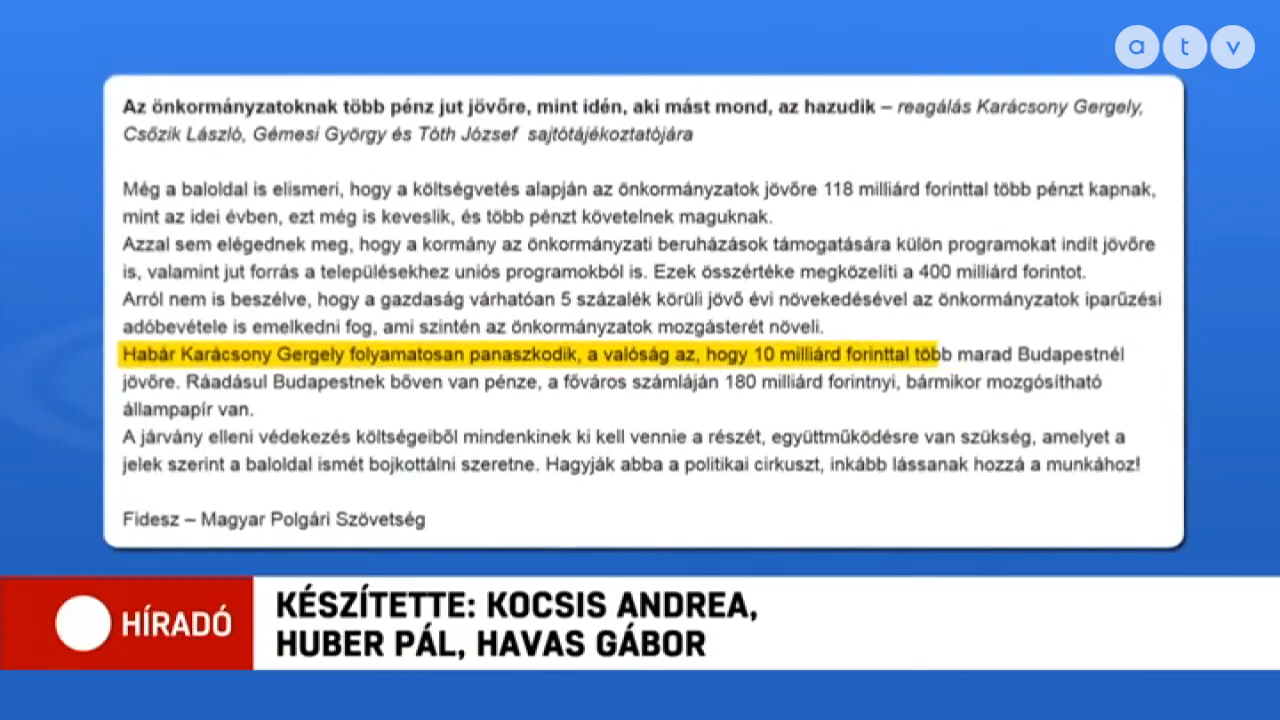 a t v
Az önkormányzatoknak több pénz jut jövőre, mint idén, aki mást mond, az hazudik – reagálás Karácsony Gergely,
Csőzik László, Gémesi György és Tóth József sajtótájékoztatójára
Még a baloldal is elismeri, hogy a költségvetés alapján az önkormányzatok jövőre 118 milliárd forinttal több pénzt kapnak,
mint az idei évben, ezt még is keveslik, és több pénzt követelnek maguknak.
Azzal sem elégednek meg, hogy a kormány az önkormányzati beruházások támogatására külön programokat indít jövőre
is, valamint jut forrás a településekhez uniós programokból is. Ezek összértéke megközelíti a 400 milliárd forintot.
Arról nem is beszélve, hogy a gazdaság várhatóan 5 százalék körüli jövő évi növekedésével az önkormányzatok iparűzési
adóbevétele is emelkedni fog, ami szintén az önkormányzatok mozgásterét növeli.
Habár Karácsony Gergely folyamatosan panaszkodik, a valóság az, hogy 10 milliárd forinttal több marad Budapestnél
jövőre. Ráadásul Budapestnek bőven van pénze, a főváros számláján 180 milliárd forintnyi, bármikor mozgósítható
állampapír van.
A járvány elleni védekezés költségeiből mindenkinek ki kell vennie a részét, együttműködésre van szükség, amelyet a
jelek szerint a baloldal ismét bojkottálni szeretne. Hagyják abba a politikai cirkuszt, inkább lássanak hozzá a munkához!
Fidesz – Magyar Polgári Szövetség
HÍRADÓ
KÉSZÍTETTE: KOCSIS ANDREA,
HUBER PÁL, HAVAS GÁBOR